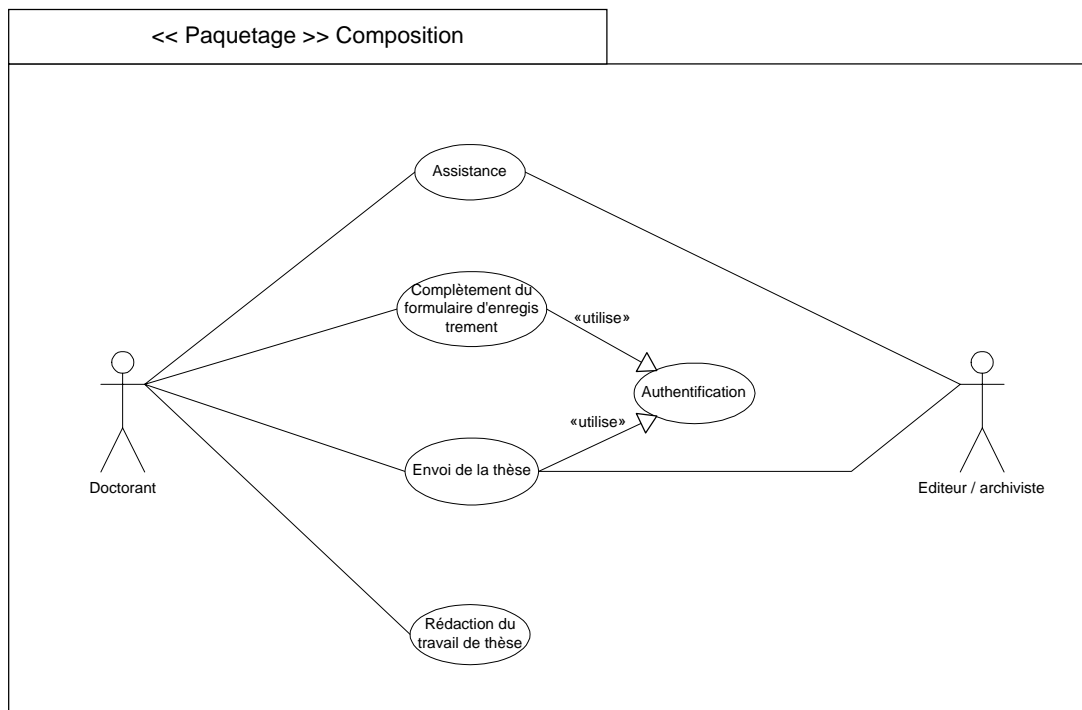 << Paquetage >> Composition
Assistance
Complètement du
formulaire d'enregis
trement
«utilise»
Authentification
«utilise»
Envoi de la thèse
Doctorant
Editeur / archiviste
Rédaction du
travail de thèse